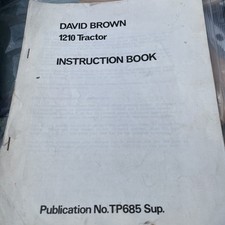 DAVID BROWN
1210 Tractor
INSTRUCTION BOOK
Publication No.TP685 Sup.